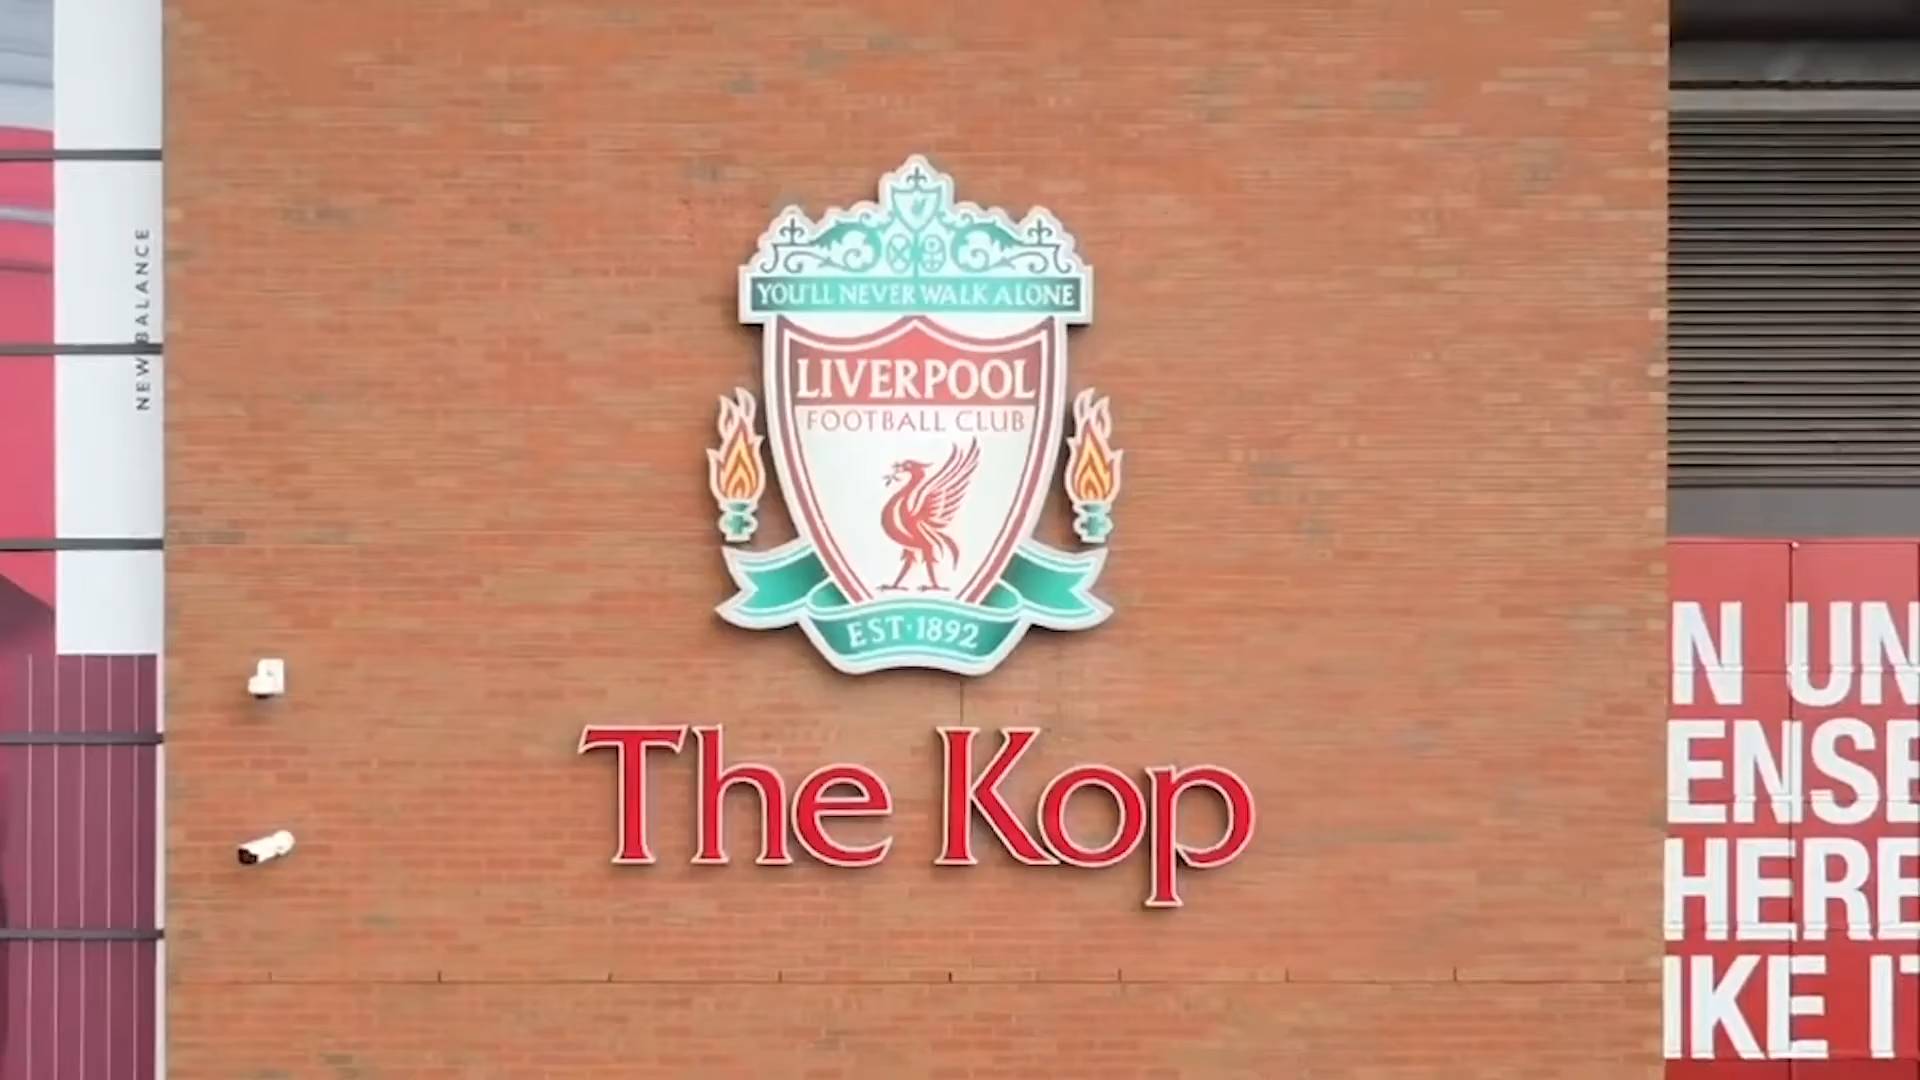 NEW BALANCE
YOU'LL NEVER WALK ALONE
LIVERPOOL
FOOTBALL CLUB
EST·1892
The Kop
N UN
ENSE
HERE
IKE IT